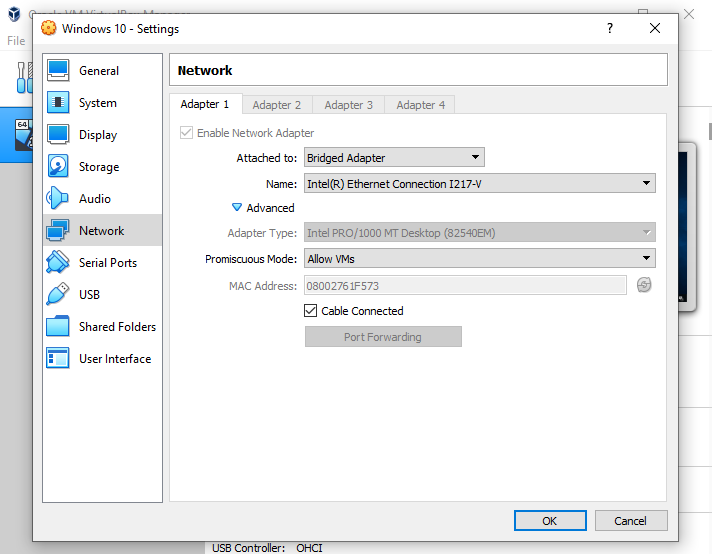 Windows 10 - Settings
?
File
64
General
System
Display
Storage
Audio
Network
Serial Ports
USB
Shared Folders
User Interface
Network
Adapter 1 Adapter 2 Adapter 3 Adapter 4
Enable Network Adapter
Attached to: Bridged Adapter
Name: Intel(R) Ethernet Connection I217-V
Advanced
Adapter Type: Intel PRO/1000 MT Desktop (82540EM)
Promiscuous Mode: Allow VMs
MAC Address: 08002761F573
Cable Connected
Port Forwarding
OK Cancel
USB Controller: OHCI